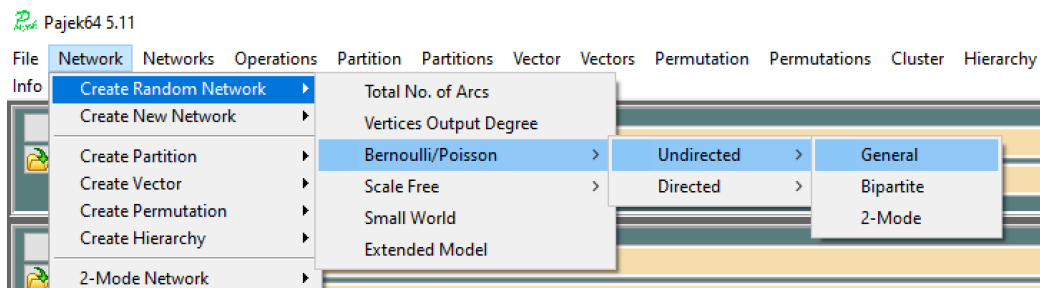 Pajek64 5.11
File Network Networks Operations Partition Partitions Vector Vectors Permutation Permutations Cluster Hierarchy
Info
Create Random Network
Create New Network
Create Partition
Create Vector
Create Permutation
Create Hierarchy
2-Mode Network
Total No. of Arcs
Vertices Output Degree
Bernoulli/Poisson
Scale Free
Small World
Extended Model
Undirected
Directed
General
Bipartite
2-Mode